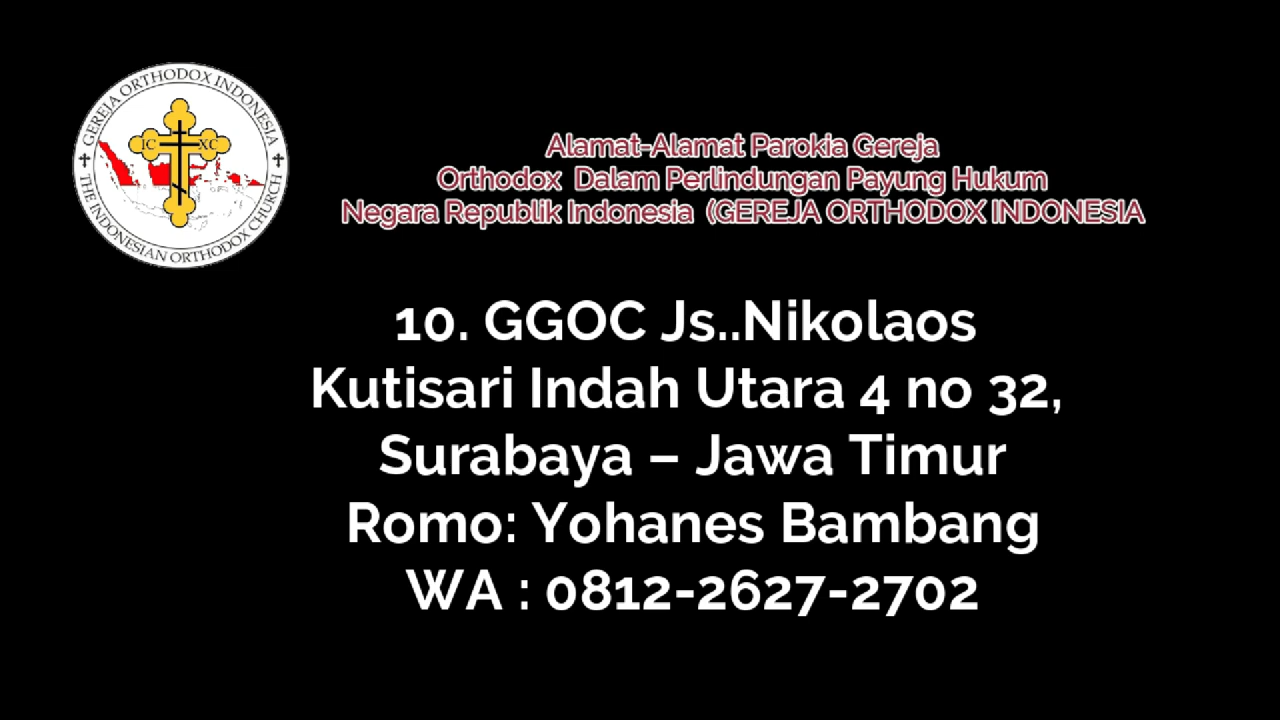 GEREJA ORTHODOX INDONESIA
IC XC
THE INDONESIAN ORTHODOX CHURCH
Alamat-Alamat Parokia Gereja
Orthodox Dalam Perlindungan Payung Hukum
Negara Republik Indonesia (GEREJA ORTHODOX INDONESIA
10. GGOC Js..Nikolaos
Kutisari Indah Utara 4 no 32,
Surabaya – Jawa Timur
Romo: Yohanes Bambang
WA : 0812-2627-2702